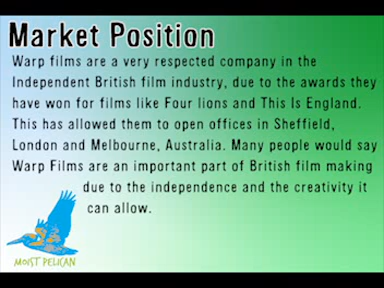 Market Position
Warp films are a very respected company in the
Independent British film industry, due to the awards they
have won for films like Four lions and This Is England.
This has allowed them to open offices in Sheffield,
London and Melbourne, Australia. Many people would say
Warp Films are an important part of British film making
due to the independence and the creativity it
can allow.
MOIST PELICAN